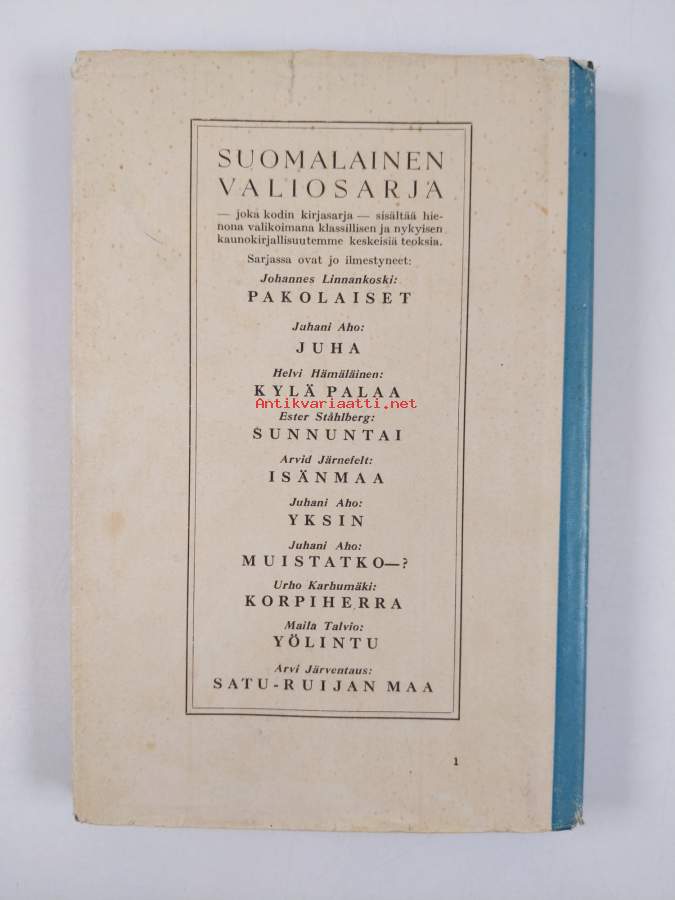 SUOMALAINEN
VALIOSARJA
— joka kodin kirjasarja — sisältää hie-
nona valikoimana klassillisen ja nykyisen
kaunokirjallisuutemme keskeisiä teoksia.
Sarjassa ovat jo ilmestyneet:
Johannes Linnankoski:
PAKOLAISET
Juhani Aho:
JUHA
Helvi Hämäläinen:
KYLÄ PALAA
Antikvariaatti.net
Ester Ståhlberg:
SUNNUNTAI
Arvid Järnefelt:
ISÄNMAA
Juhani Aho:
YKSIN
Juhani Aho:
MUISTATKO—?
Urho Karhumäki:
KORPIHERRA
Maila Talvio:
YÖLINTU
Arvi Järventaus:
SATU-RUIJAN MAA
1